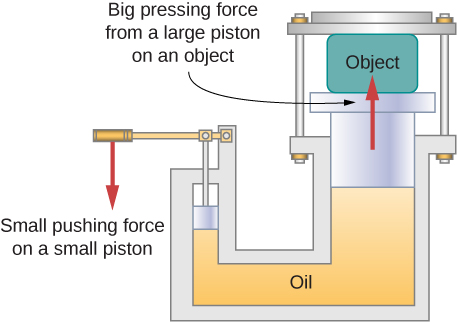 Big pressing force
from a large piston
on an object
Object
Small pushing force
on a small piston
Oil